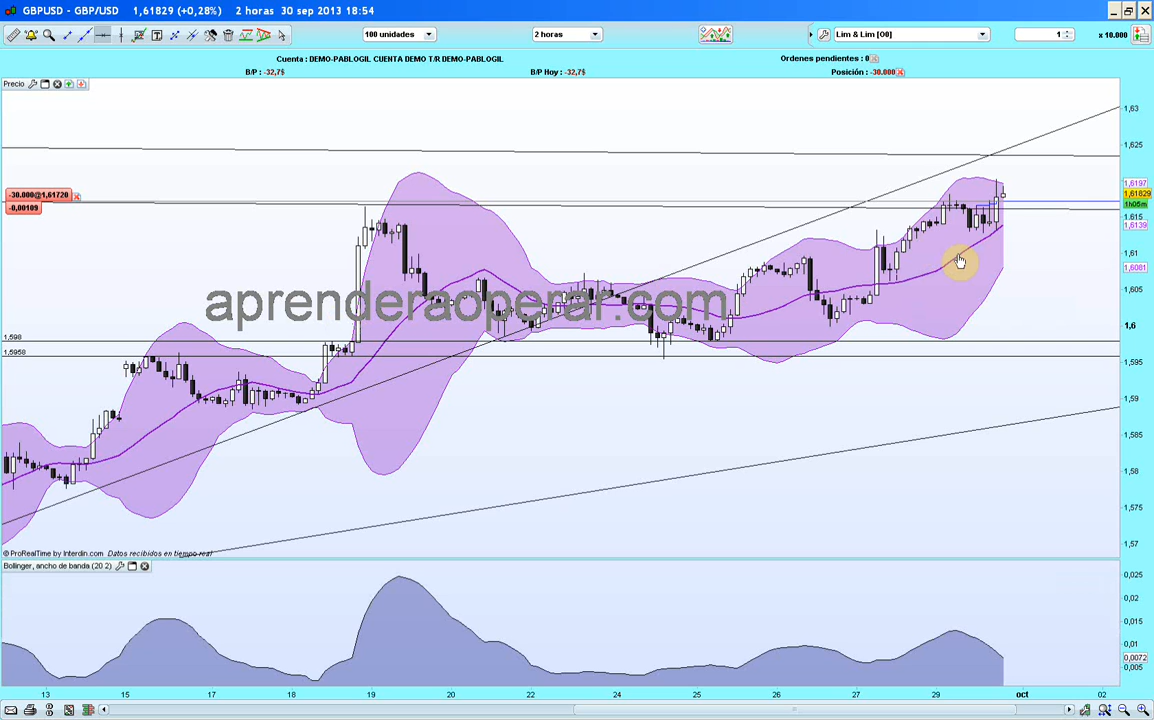 GBPUSD - GBP/USD 1,61829 (+0,28%) 2 horas 30 sep 2013 18:54
100 unidades 2 horas Lim & Lim [O0] 1 x 10.000
Cuenta : DEMO-PABLOGIL CUENTA DEMO T/R DEMO-PABLOGIL Ordenes pendientes : 0
B/P : -32,7$ B/P Hoy : -32,7$ Posición : -30.000
Precio
1,63
1,625
1,6197
1,61829
1h05m
1,615
1,6139
1,61
1,6081
1,605
1,6
1,595
1,59
1,585
1,58
1,575
1,57
-30.000@1,61720
-0,00109
aprenderaoperar.com
1,598
1,5958
© ProRealTime by Interdin.com Datos recibidos en tiempo real
Bollinger, ancho de banda (20.2)
0,025
0,02
0,015
0,01
0,0072
0,005
13 15 17 18 19 20 22 24 25 26 27 29 oct 02